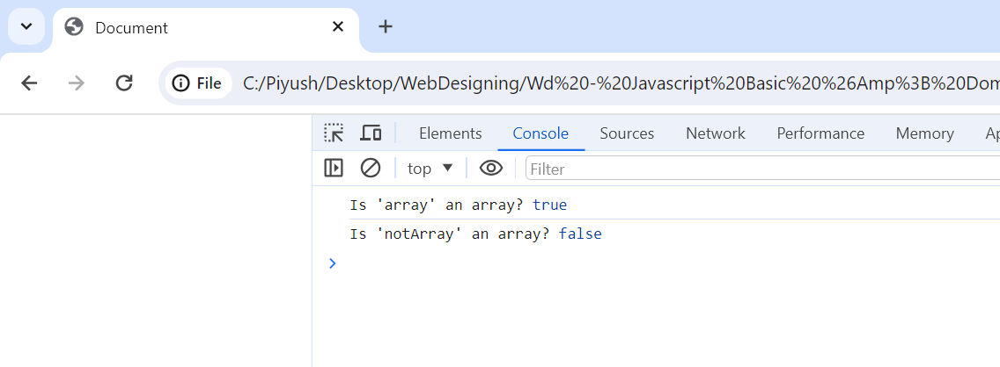 Document
File C:/Piyush/Desktop/WebDesigning/Wd%20-%20Javascript%20Basic%20%26Amp%3B%20Dom
Elements Console Sources Network Performance Memory
top Filter
Is 'array' an array? true
Is 'notArray' an array? false